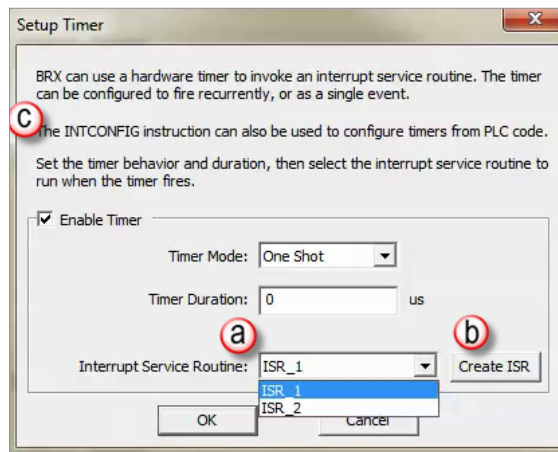 Setup Timer
X
BRX can use a hardware timer to invoke an interrupt service routine. The timer
can be configured to fire recurrently, or as a single event.
C
The INTCONFIG instruction can also be used to configure timers from PLC code.
Set the timer behavior and duration, then select the interrupt service routine to
run when the timer fires.
Enable Timer
Timer Mode: One Shot
Timer Duration: 0 us
a b
Interrupt Service Routine: ISR_1 Create ISR
ISR_1
ISR_2
OK Cancel